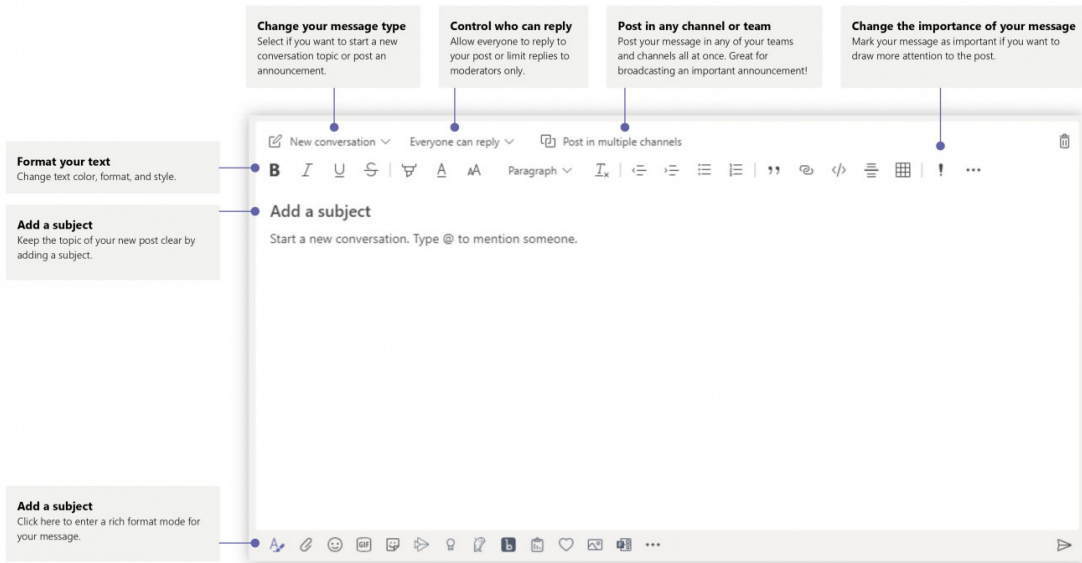 Change your message type
Select if you want to start a new
conversation topic or post an
announcement.
Control who can reply
Allow everyone to reply to
your post or limit replies to
moderators only.
Post in any channel or team
Post your message in any of your teams
and channels all at once. Great for
broadcasting an important announcement!
Change the importance of your message
Mark your message as important if you want to
draw more attention to the post.
New conversation
Everyone can reply
Post in multiple channels
Format your text
Change text color, format, and style.
B I U S A AA Paragraph Tx
Add a subject
Keep the topic of your new post clear by
adding a subject.
Add a subject
Start a new conversation. Type @ to mention someone.
Add a subject
Click here to enter a rich format mode for
your message.
GIF